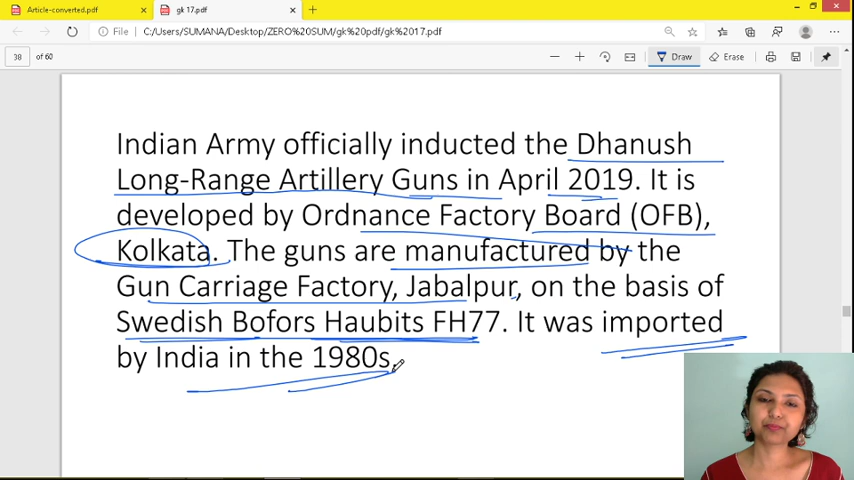 Article-converted.pdf
gk 17.pdf
File
C:/Users/SUMANA/Desktop/ZERO%20SUM/gk%20pdf/gk%2017.pdf
38 of 60
Draw
Erase
Indian Army officially inducted the Dhanush
Long-Range Artillery Guns in April 2019. It is
developed by Ordnance Factory Board (OFB),
Kolkata. The guns are manufactured by the
Gun Carriage Factory, Jabalpur, on the basis of
Swedish Bofors Haubits FH77. It was imported
by India in the 1980s.